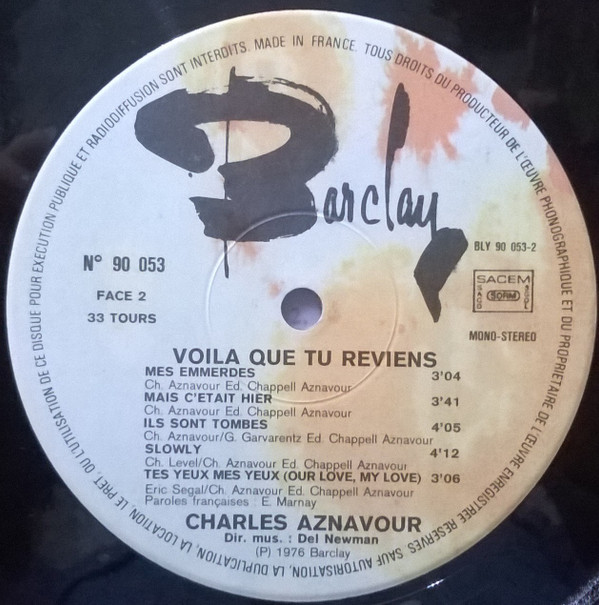 TOUS DROITS DU PRODUCTEUR DE L'ŒUVRE PHONOGRAPHIQUE ET DU PROPRIETAIRE DE L'ŒUVRE ENREGISTREE RESERVES. SAUF AUTORISATION, LA DUPLICATION, LA LOCATION, LE PRET, OU L'UTILISATION DE CE DISQUE POUR EXECUTION PUBLIQUE ET RADIODIFFUSION SONT INTERDITS. MADE IN FRANCE.
Barclay
BLY 90 053-2
N° 90 053
SACEM
SACD SDRM SGDL
FACE 2
33 TOURS
MONO-STEREO
VOILA QUE TU REVIENS
MES EMMERDES 3'04
Ch. Aznavour Ed. Chappell Aznavour
MAIS C'ETAIT HIER 3'41
Ch. Aznavour Ed. Chappell Aznavour
ILS SONT TOMBES 4'05
Ch. Aznavour/G. Garvarentz Ed. Chappell Aznavour
SLOWLY 4'12
Ch. Level/Ch. Aznavour Ed. Chappell Aznavour
TES YEUX MES YEUX (OUR LOVE, MY LOVE) 3'06
Eric Segal/Ch. Aznavour Ed. Chappell Aznavour
Paroles françaises : E. Marnay
CHARLES AZNAVOUR
Dir. mus. : Del Newman
(P) 1976 Barclay